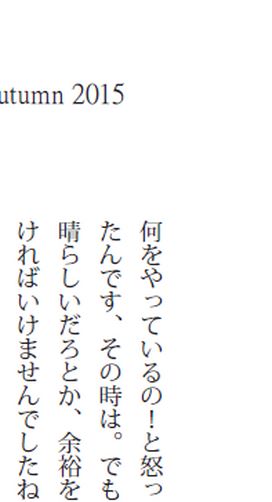 utumn 2015
何をやっているの！と怒っ
たんです、その時は。でも
晴らしいだろとか、余裕を
ければいけませんでしたね